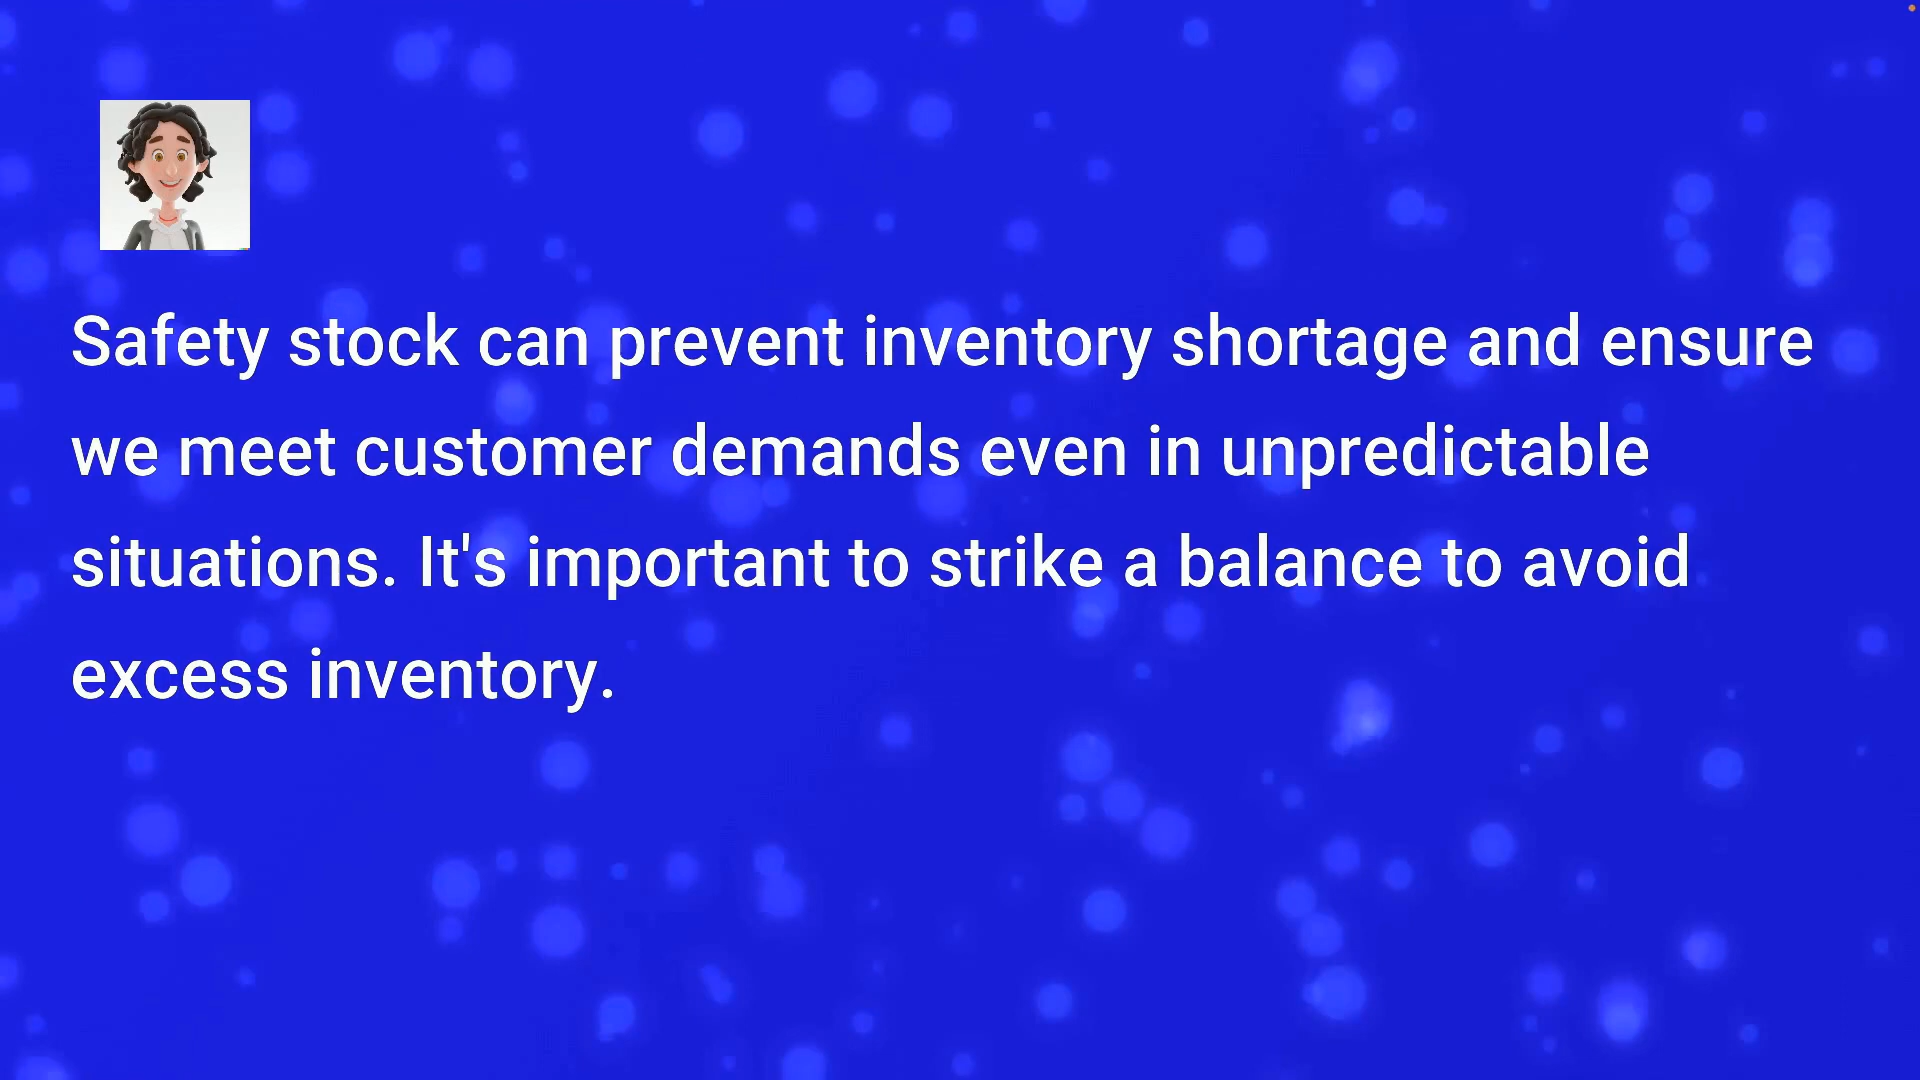 Safety stock can prevent inventory shortage and ensure
we meet customer demands even in unpredictable
situations. It's important to strike a balance to avoid
excess inventory.